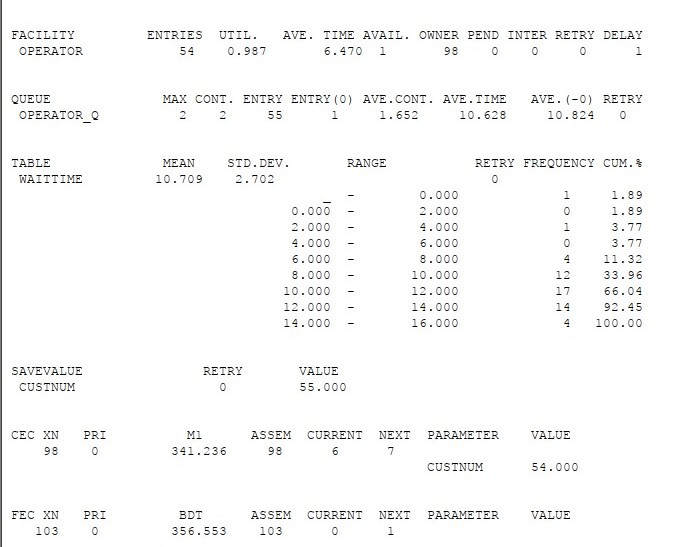 FACILITY ENTRIES UTIL. AVE. TIME AVAIL. OWNER PEND INTER RETRY DELAY
OPERATOR 54 0.987 6.470 1 98 0 0 0 1
QUEUE MAX CONT. ENTRY ENTRY(0) AVE.CONT. AVE.TIME AVE.(-0) RETRY
OPERATOR_Q 2 2 55 1 1.652 10.628 10.824 0
TABLE MEAN STD.DEV. RANGE RETRY FREQUENCY CUM.%
WAITTIME 10.709 2.702 0
_ - 0.000 1 1.89
0.000 - 2.000 0 1.89
2.000 - 4.000 1 3.77
4.000 - 6.000 0 3.77
6.000 - 8.000 4 11.32
8.000 - 10.000 12 33.96
10.000 - 12.000 17 66.04
12.000 - 14.000 14 92.45
14.000 - 16.000 4 100.00
SAVEVALUE RETRY VALUE
CUSTNUM 0 55.000
CEC XN PRI M1 ASSEM CURRENT NEXT PARAMETER VALUE
98 0 341.236 98 6 7
CUSTNUM 54.000
FEC XN PRI BDT ASSEM CURRENT NEXT PARAMETER VALUE
103 0 356.553 103 0 1